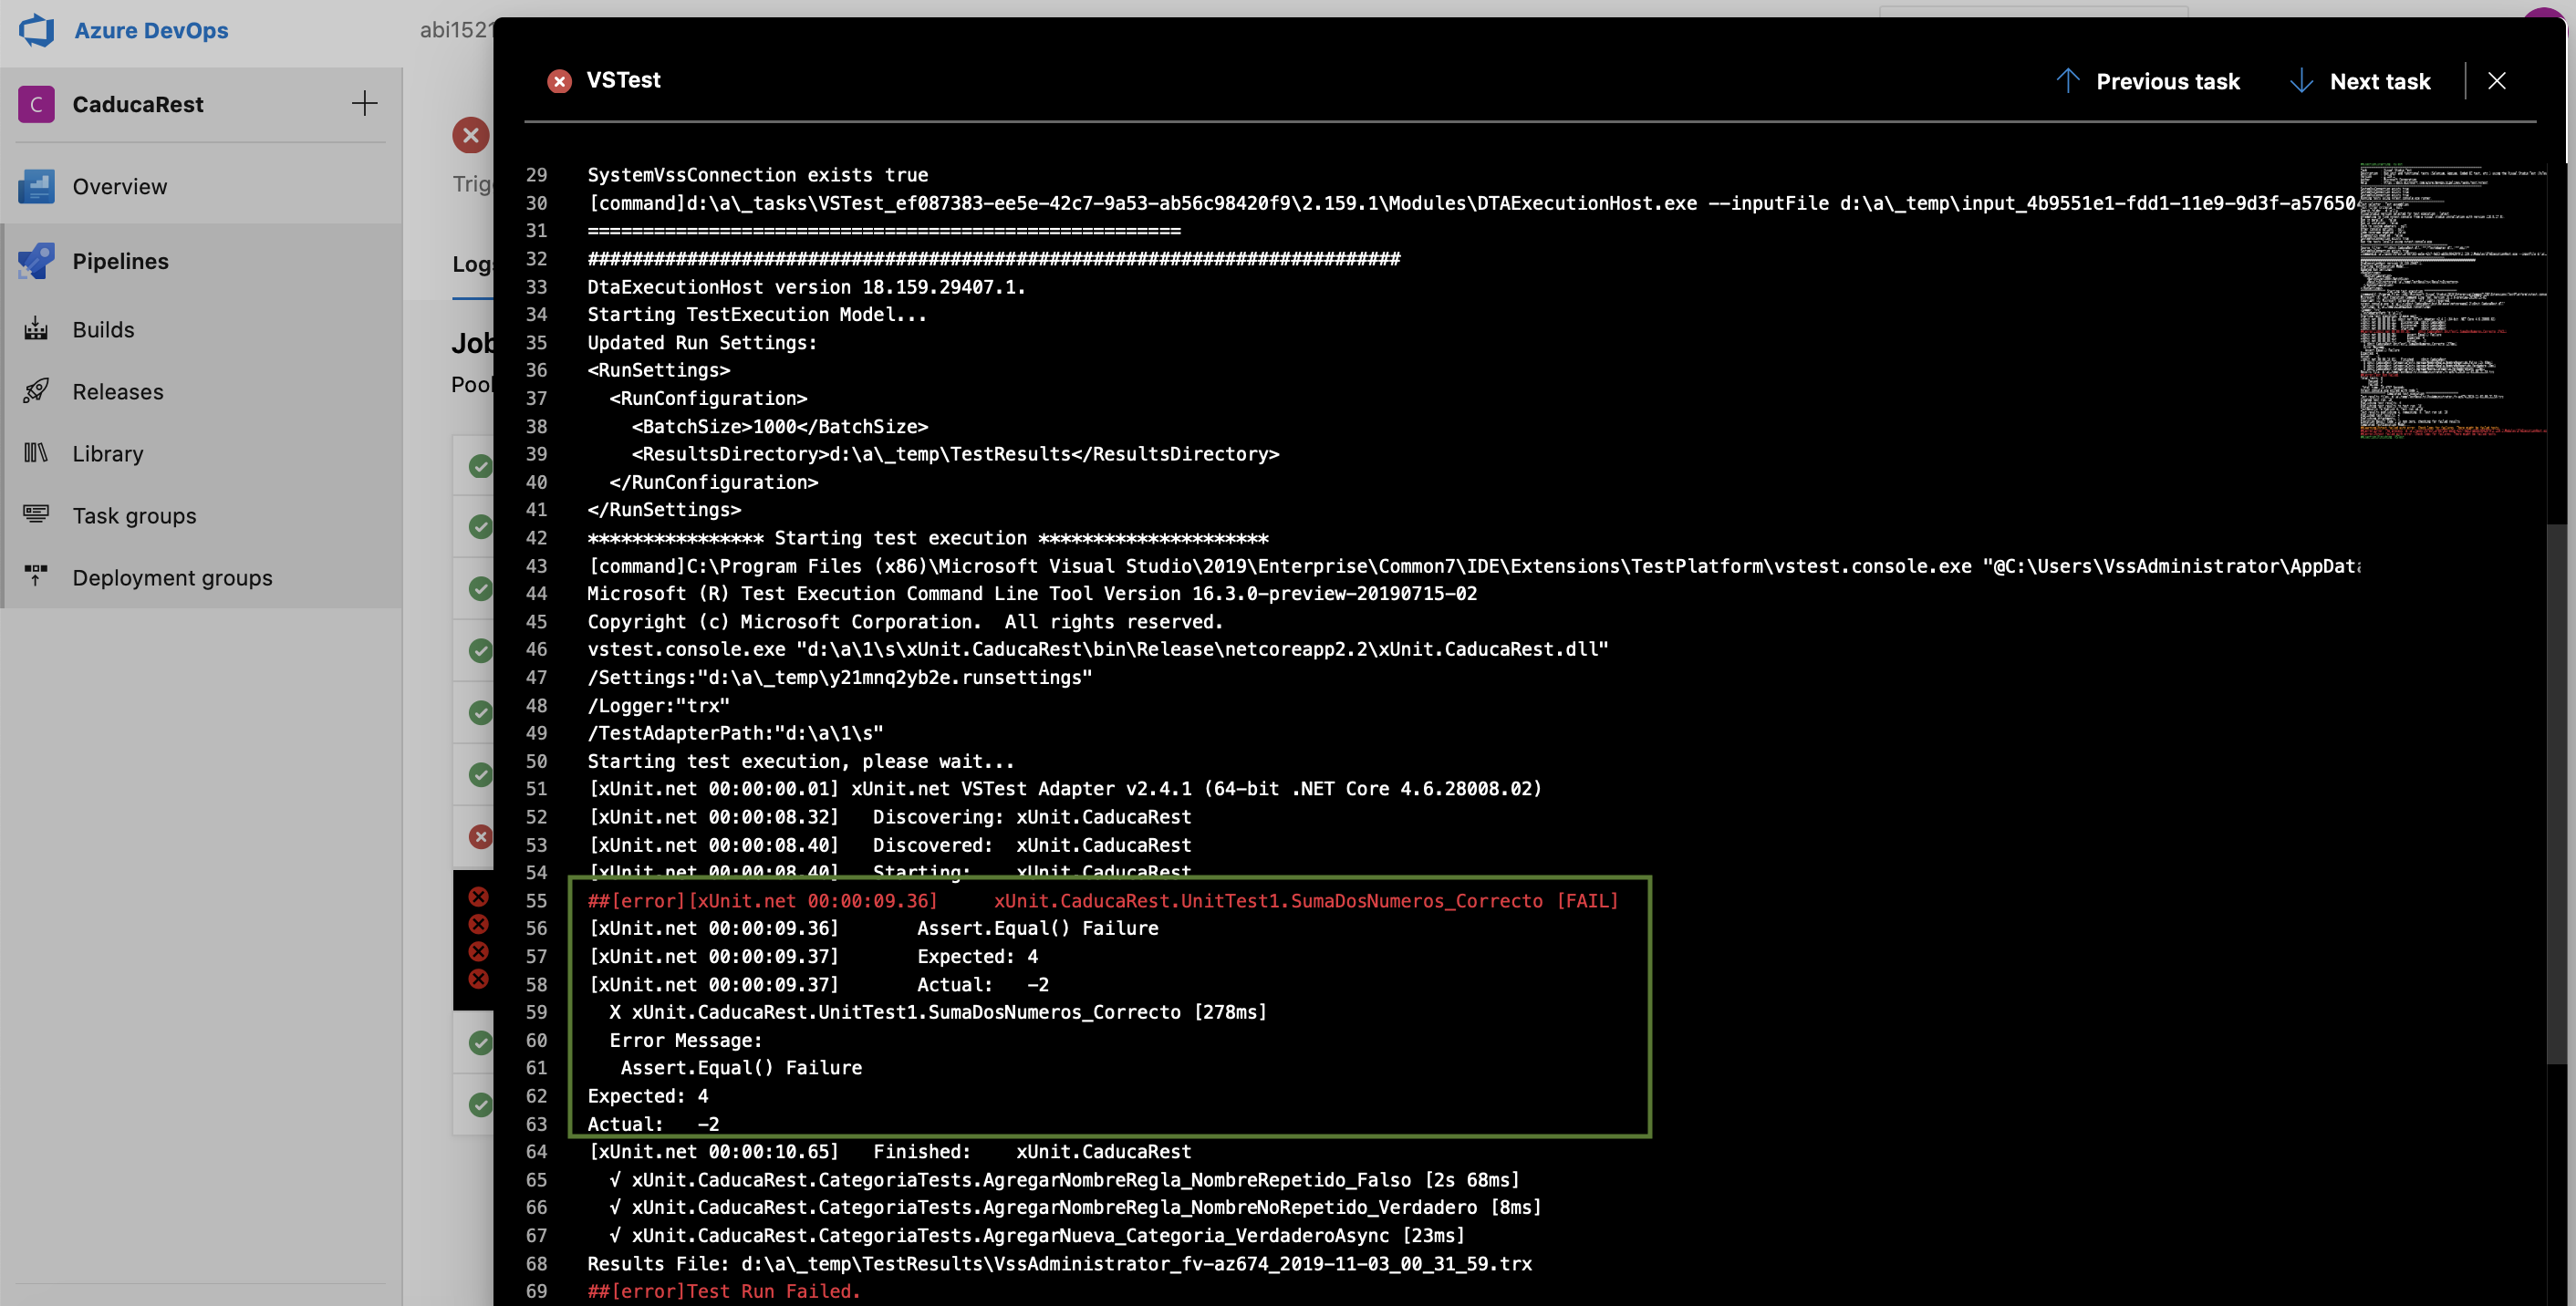 Azure DevOps
abi1521
C CaducaRest
Overview
Pipelines
Builds
Releases
Library
Task groups
Deployment groups
Logs
Pool
VSTest
Previous task
Next task
29 SystemVssConnection exists true
30 [command]d:\a\_tasks\VSTest_ef087383-ee5e-42c7-9a53-ab56c98420f9\2.159.1\Modules\DTAExecutionHost.exe --inputFile d:\a\_temp\input_4b9551e1-fdd1-11e9-9d3f-a57650
31 ======================================================
32 ##########################################################################
33 DtaExecutionHost version 18.159.29407.1.
34 Starting TestExecution Model...
35 Updated Run Settings:
36 <RunSettings>
37 <RunConfiguration>
38 <BatchSize>1000</BatchSize>
39 <ResultsDirectory>d:\a\_temp\TestResults</ResultsDirectory>
40 </RunConfiguration>
41 </RunSettings>
42 **************** Starting test execution *********************
43 [command]C:\Program Files (x86)\Microsoft Visual Studio\2019\Enterprise\Common7\IDE\Extensions\TestPlatform\vstest.console.exe "@C:\Users\VssAdministrator\AppData
44 Microsoft (R) Test Execution Command Line Tool Version 16.3.0-preview-20190715-02
45 Copyright (c) Microsoft Corporation.  All rights reserved.
46 vstest.console.exe "d:\a\1\s\xUnit.CaducaRest\bin\Release\netcoreapp2.2\xUnit.CaducaRest.dll"
47 /Settings:"d:\a\_temp\y21mnq2yb2e.runsettings"
48 /Logger:"trx"
49 /TestAdapterPath:"d:\a\1\s"
50 Starting test execution, please wait...
51 [xUnit.net 00:00:00.01] xUnit.net VSTest Adapter v2.4.1 (64-bit .NET Core 4.6.28008.02)
52 [xUnit.net 00:00:08.32]   Discovering: xUnit.CaducaRest
53 [xUnit.net 00:00:08.40]   Discovered:  xUnit.CaducaRest
54 [xUnit.net 00:00:08.40]   Starting:    xUnit.CaducaRest
55 ##[error][xUnit.net 00:00:09.36]     xUnit.CaducaRest.UnitTest1.SumaDosNumeros_Correcto [FAIL]
56 [xUnit.net 00:00:09.36]       Assert.Equal() Failure
57 [xUnit.net 00:00:09.37]       Expected: 4
58 [xUnit.net 00:00:09.37]       Actual:   -2
59 X xUnit.CaducaRest.UnitTest1.SumaDosNumeros_Correcto [278ms]
60 Error Message:
61 Assert.Equal() Failure
62 Expected: 4
63 Actual:   -2
64 [xUnit.net 00:00:10.65]   Finished:    xUnit.CaducaRest
65 √ xUnit.CaducaRest.CategoriaTests.AgregarNombreRegla_NombreRepetido_Falso [2s 68ms]
66 √ xUnit.CaducaRest.CategoriaTests.AgregarNombreRegla_NombreNoRepetido_Verdadero [8ms]
67 √ xUnit.CaducaRest.CategoriaTests.AgregarNueva_Categoria_VerdaderoAsync [23ms]
68 Results File: d:\a\_temp\TestResults\VssAdministrator_fv-az674_2019-11-03_00_31_59.trx
69 ##[error]Test Run Failed.